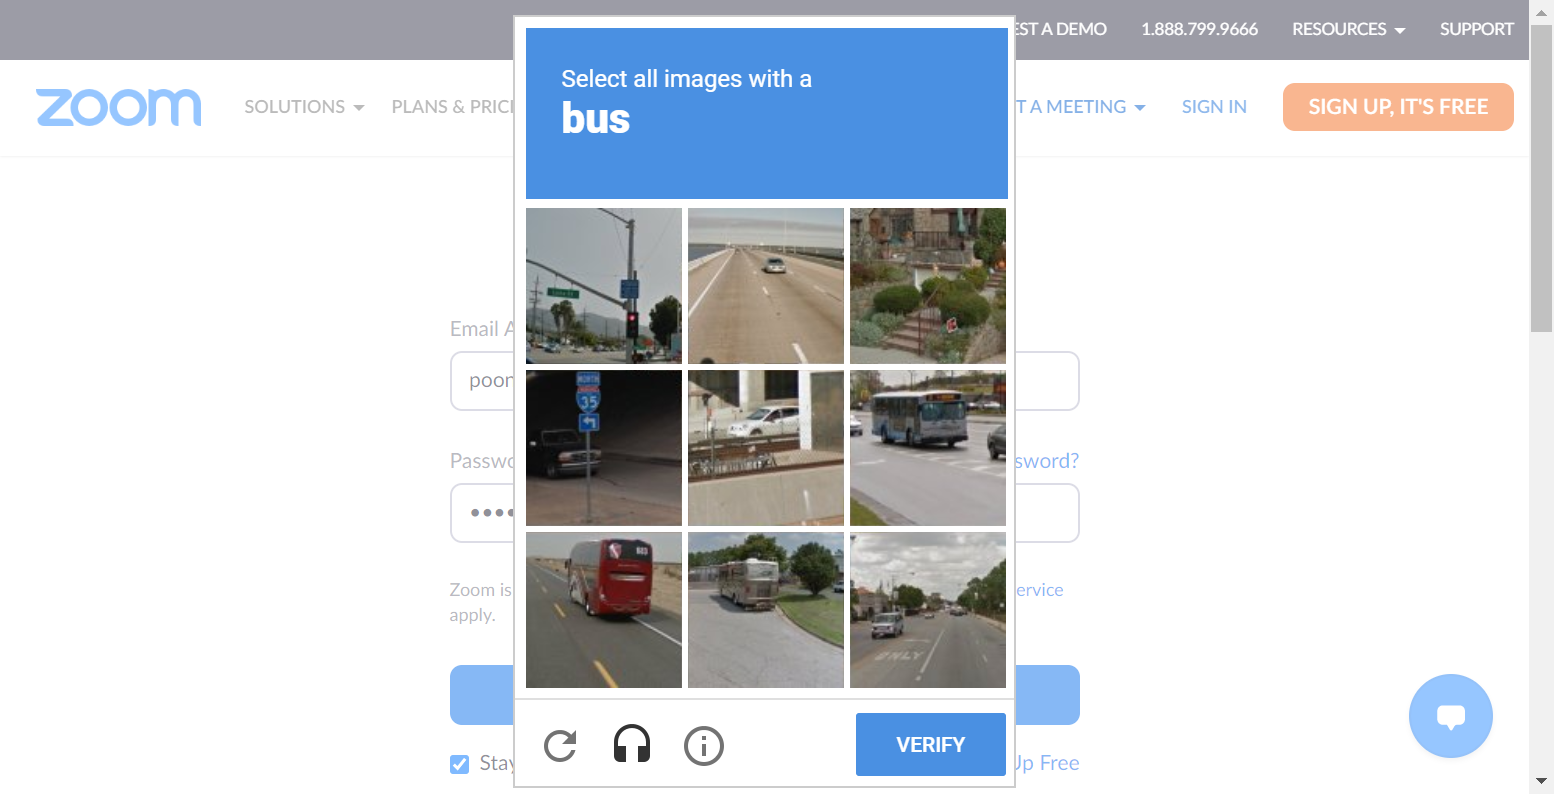 EST A DEMO
1.888.799.9666
RESOURCES
SUPPORT
zoom
SOLUTIONS
PLANS & PRICI
T A MEETING
SIGN IN
SIGN UP, IT'S FREE
Select all images with a
bus
NORTH
35
603
ONLY
Email A
poon
Passwo
sword?
Zoom is
ervice
apply.
VERIFY
Stay
Up Free